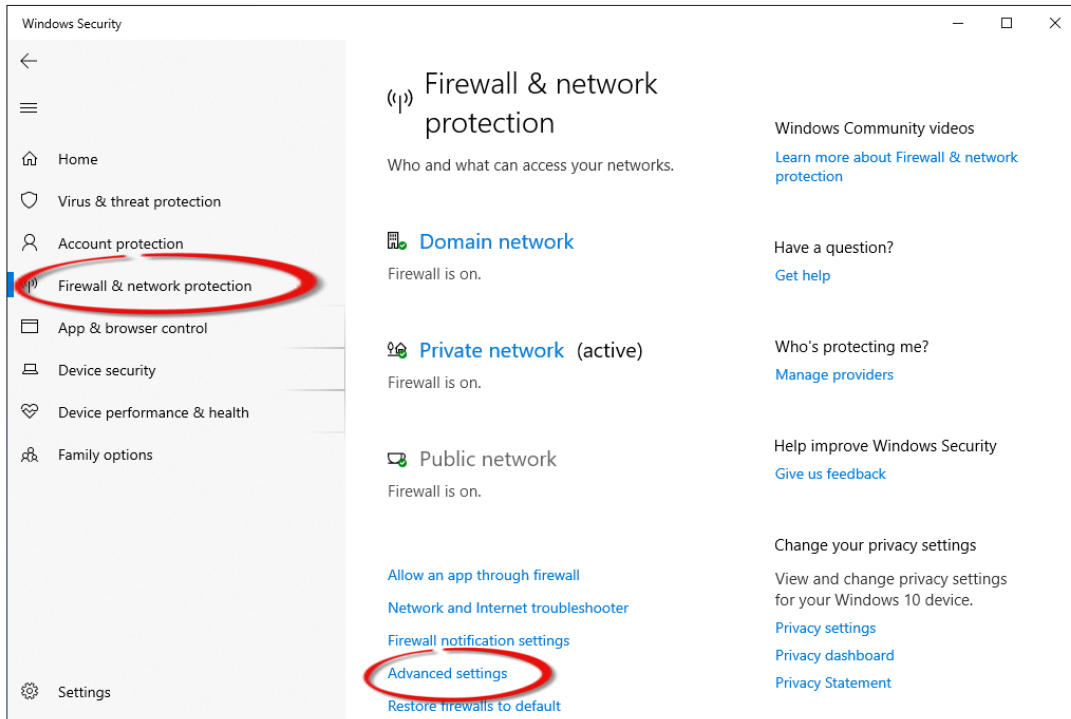 Windows Security
Home
Virus & threat protection
Account protection
Firewall & network protection
App & browser control
Device security
Device performance & health
Family options
Settings
Firewall & network
protection
Who and what can access your networks.
Domain network
Firewall is on.
Private network (active)
Firewall is on.
Public network
Firewall is on.
Allow an app through firewall
Network and Internet troubleshooter
Firewall notification settings
Advanced settings
Restore firewalls to default
Windows Community videos
Learn more about Firewall & network
protection
Have a question?
Get help
Who's protecting me?
Manage providers
Help improve Windows Security
Give us feedback
Change your privacy settings
View and change privacy settings
for your Windows 10 device.
Privacy settings
Privacy dashboard
Privacy Statement